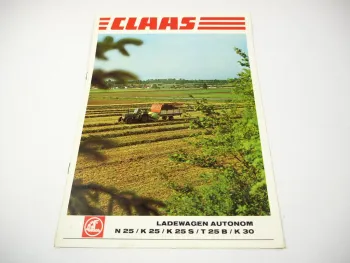 CLAAS
LADEWAGEN AUTONOM
N 25 / K 25 / K 25 S / T 25 B / K 30